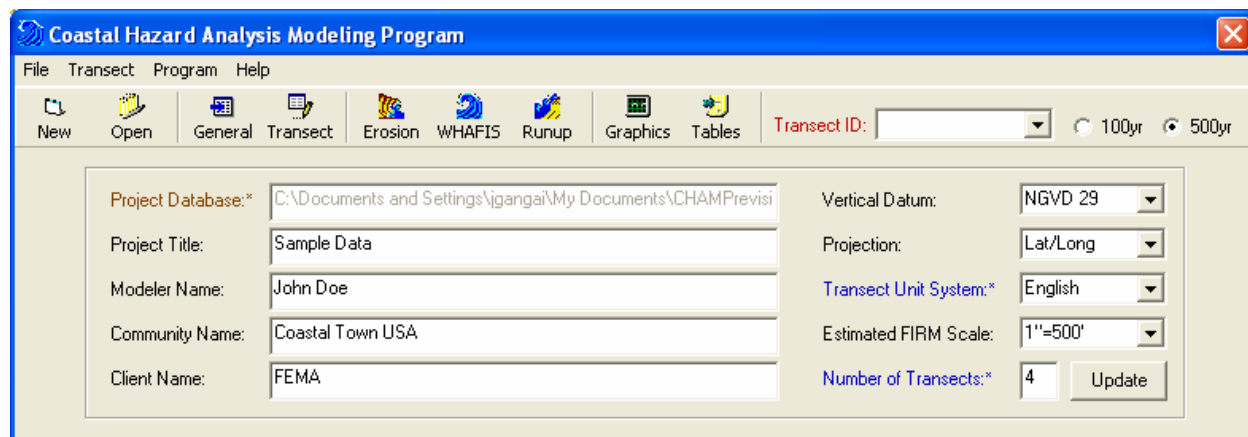 Coastal Hazard Analysis Modeling Program
File Transect Program Help
New Open General Transect Erosion WHAFIS Runup Graphics Tables Transect ID: 100yr 500yr
Project Database:* C:\Documents and Settings\jgangai\My Documents\CHAMPrevisi Vertical Datum: NGVD 29
Project Title: Sample Data Projection: Lat/Long
Modeler Name: John Doe Transect Unit System:* English
Community Name: Coastal Town USA Estimated FIRM Scale: 1"=500'
Client Name: FEMA Number of Transects:* 4 Update